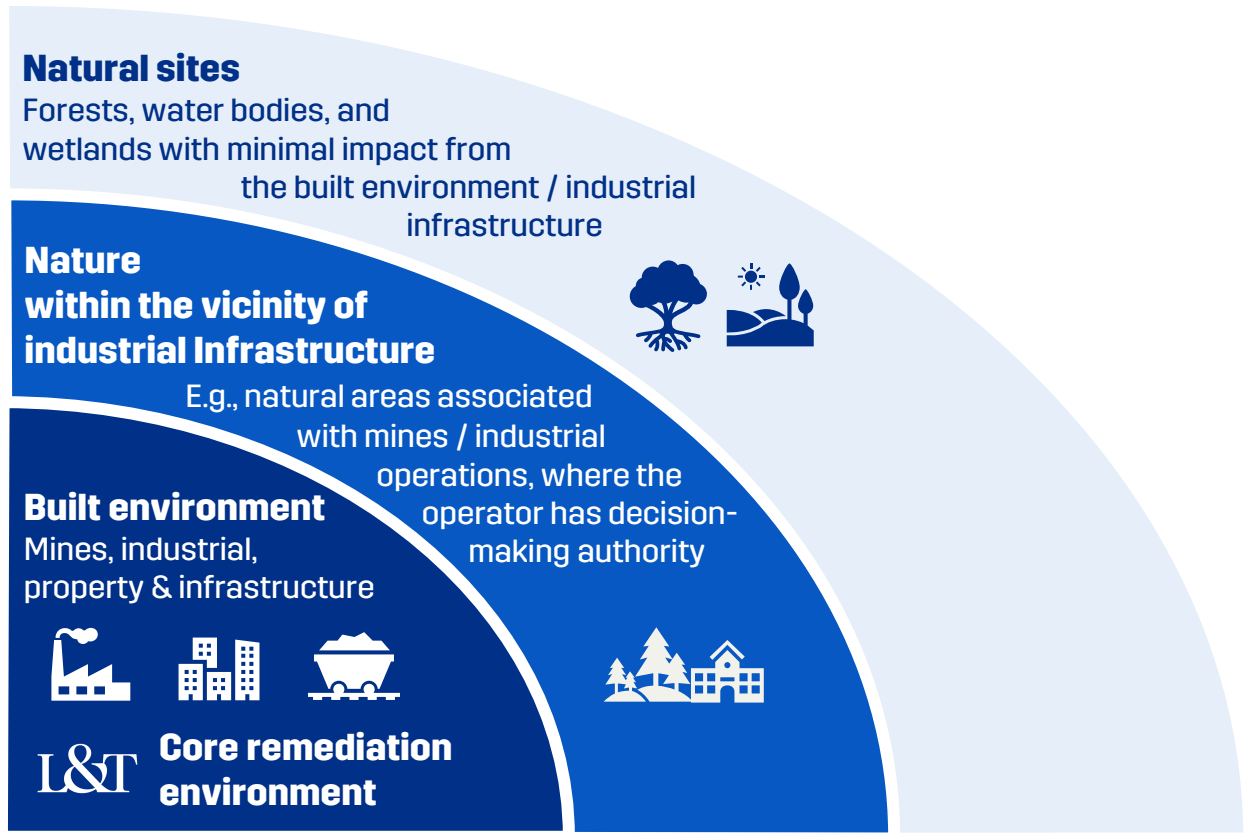 Natural sites
Forests, water bodies, and
wetlands with minimal impact from
the built environment / industrial
infrastructure
Nature
within the vicinity of
industrial Infrastructure
E.g., natural areas associated
with mines / industrial
operations, where the
operator has decision-
making authority
Built environment
Mines, industrial,
property & infrastructure
L&T
Core remediation
environment